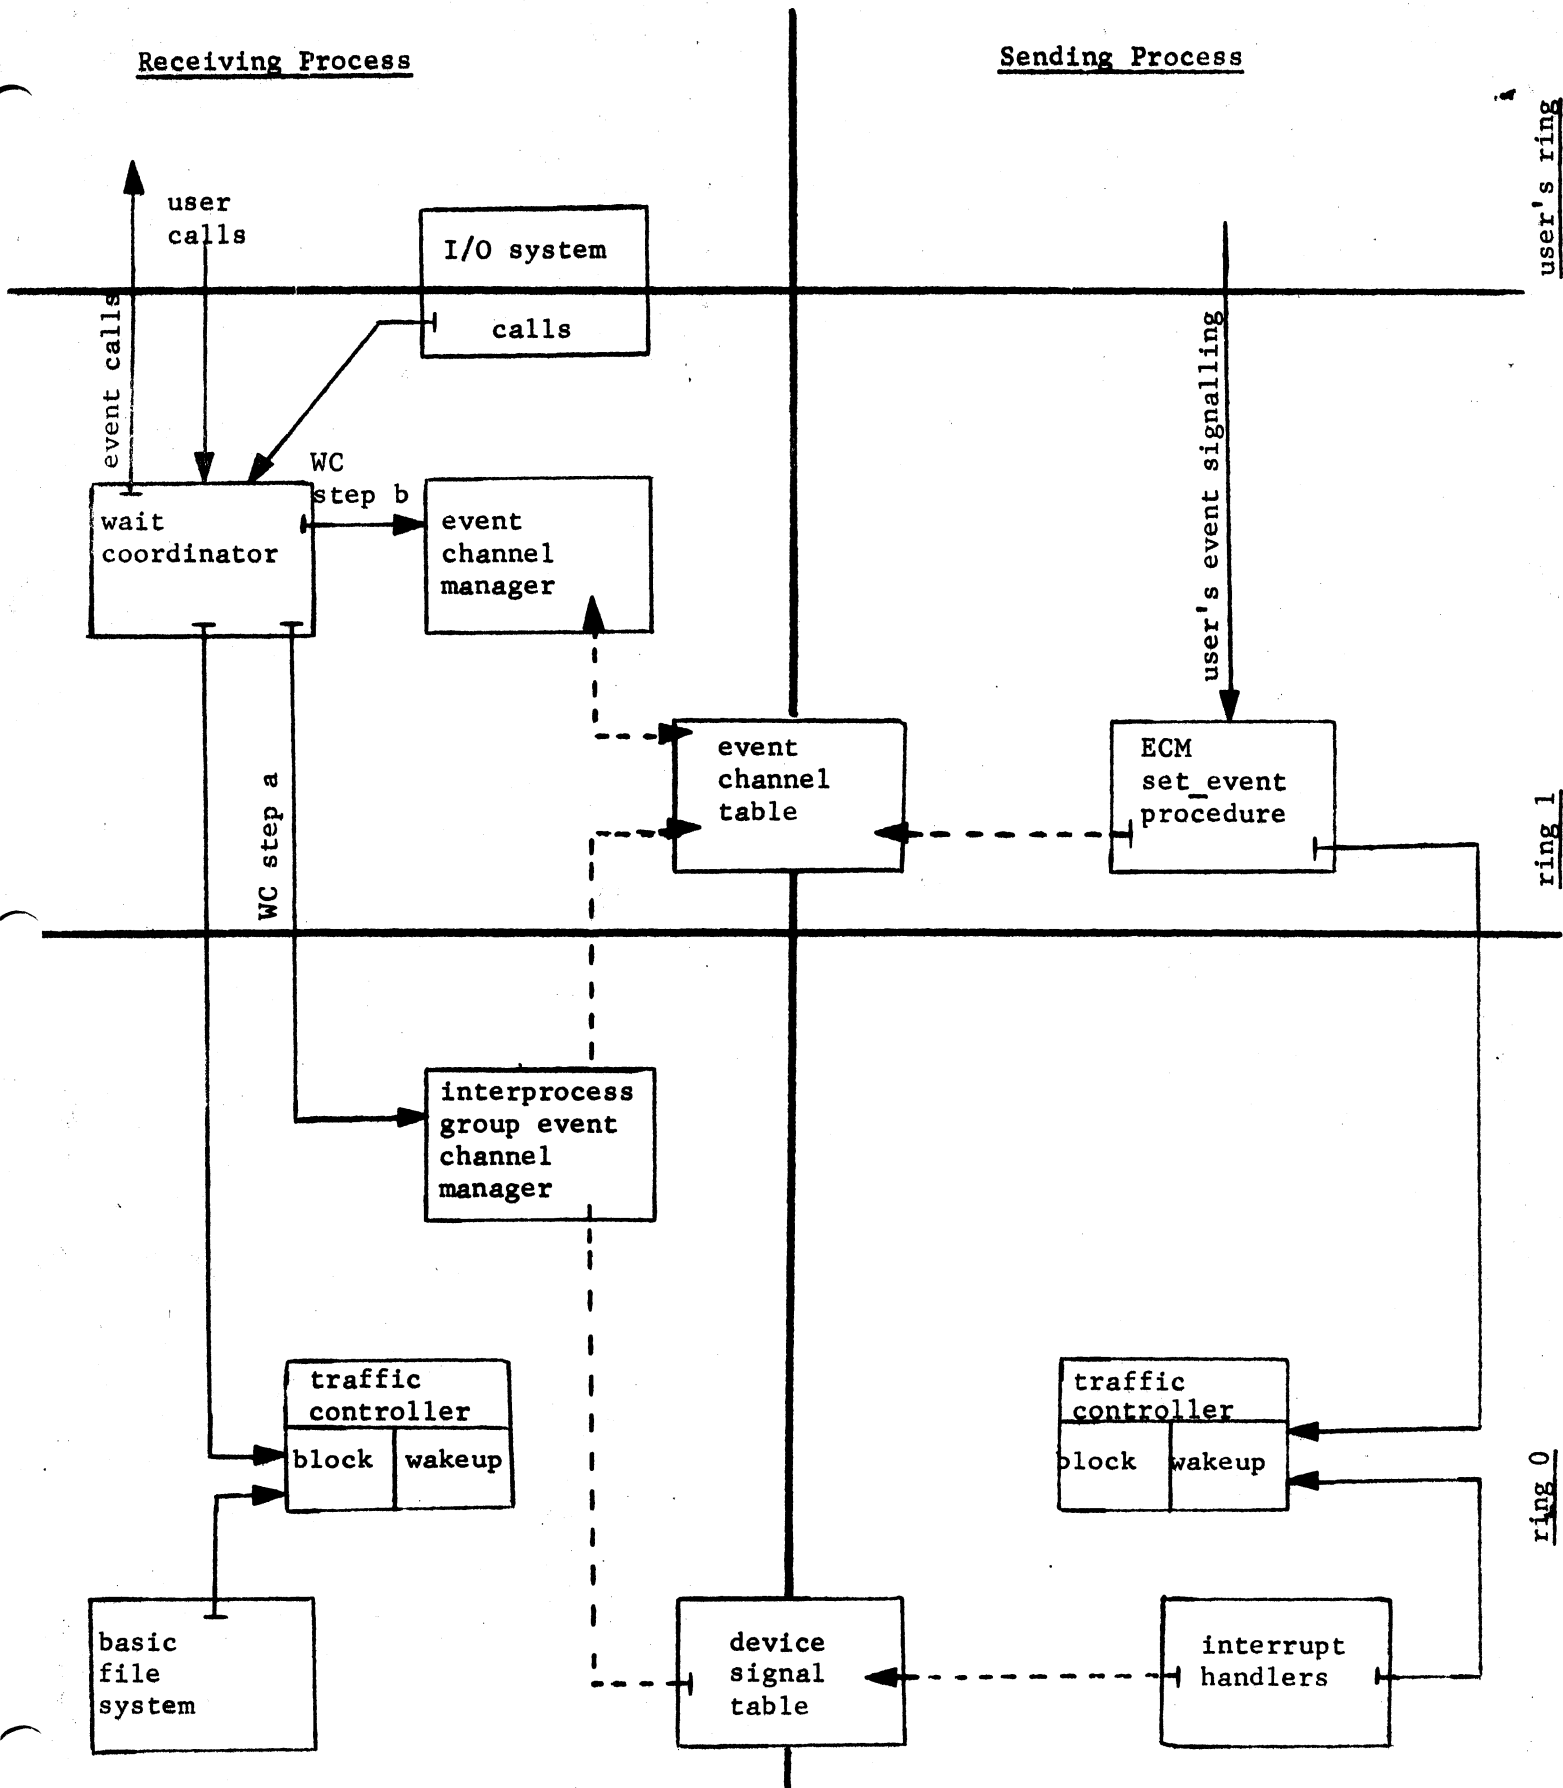 Receiving Process
Sending Process
user's ring
user
calls
I/O system
calls
event calls
user's event signalling
WC
step b
wait
coordinator
event
channel
manager
event
channel
table
ECM
set_event
procedure
WC step a
ring 1
interprocess
group event
channel
manager
traffic
controller
block
wakeup
traffic
controller
block
wakeup
ring 0
basic
file
system
device
signal
table
interrupt
handlers